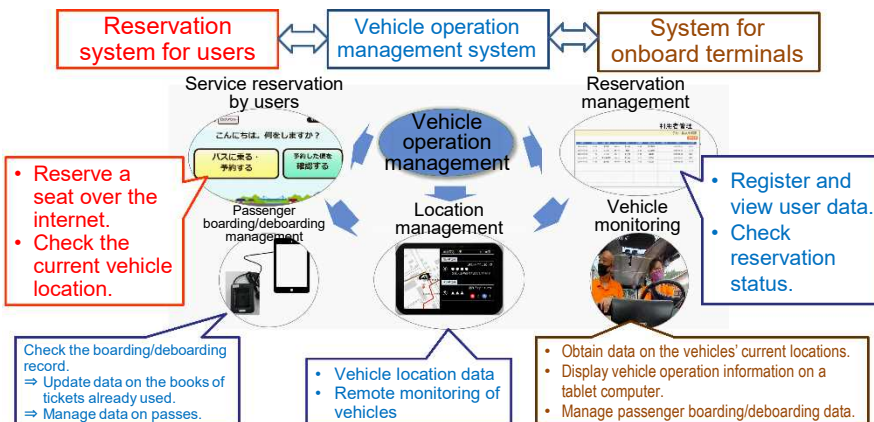 Reservation
system for users
Vehicle operation
management system
System for
onboard terminals
Service reservation
by users
Reservation
management
こんにちは。何をしますか?
バスに乗る・
予約する
予約した便を
確認する
Vehicle
operation
management
利用者管理
• Reserve a
seat over the
internet.
• Check the
current vehicle
location.
• Register and
view user data.
• Check
reservation
status.
Passenger
boarding/deboarding
management
Location
management
Vehicle
monitoring
Check the boarding/deboarding
record.
⇒ Update data on the books of
tickets already used.
⇒ Manage data on passes.
• Vehicle location data
• Remote monitoring of
vehicles
• Obtain data on the vehicles' current locations.
• Display vehicle operation information on a
tablet computer.
• Manage passenger boarding/deboarding data.